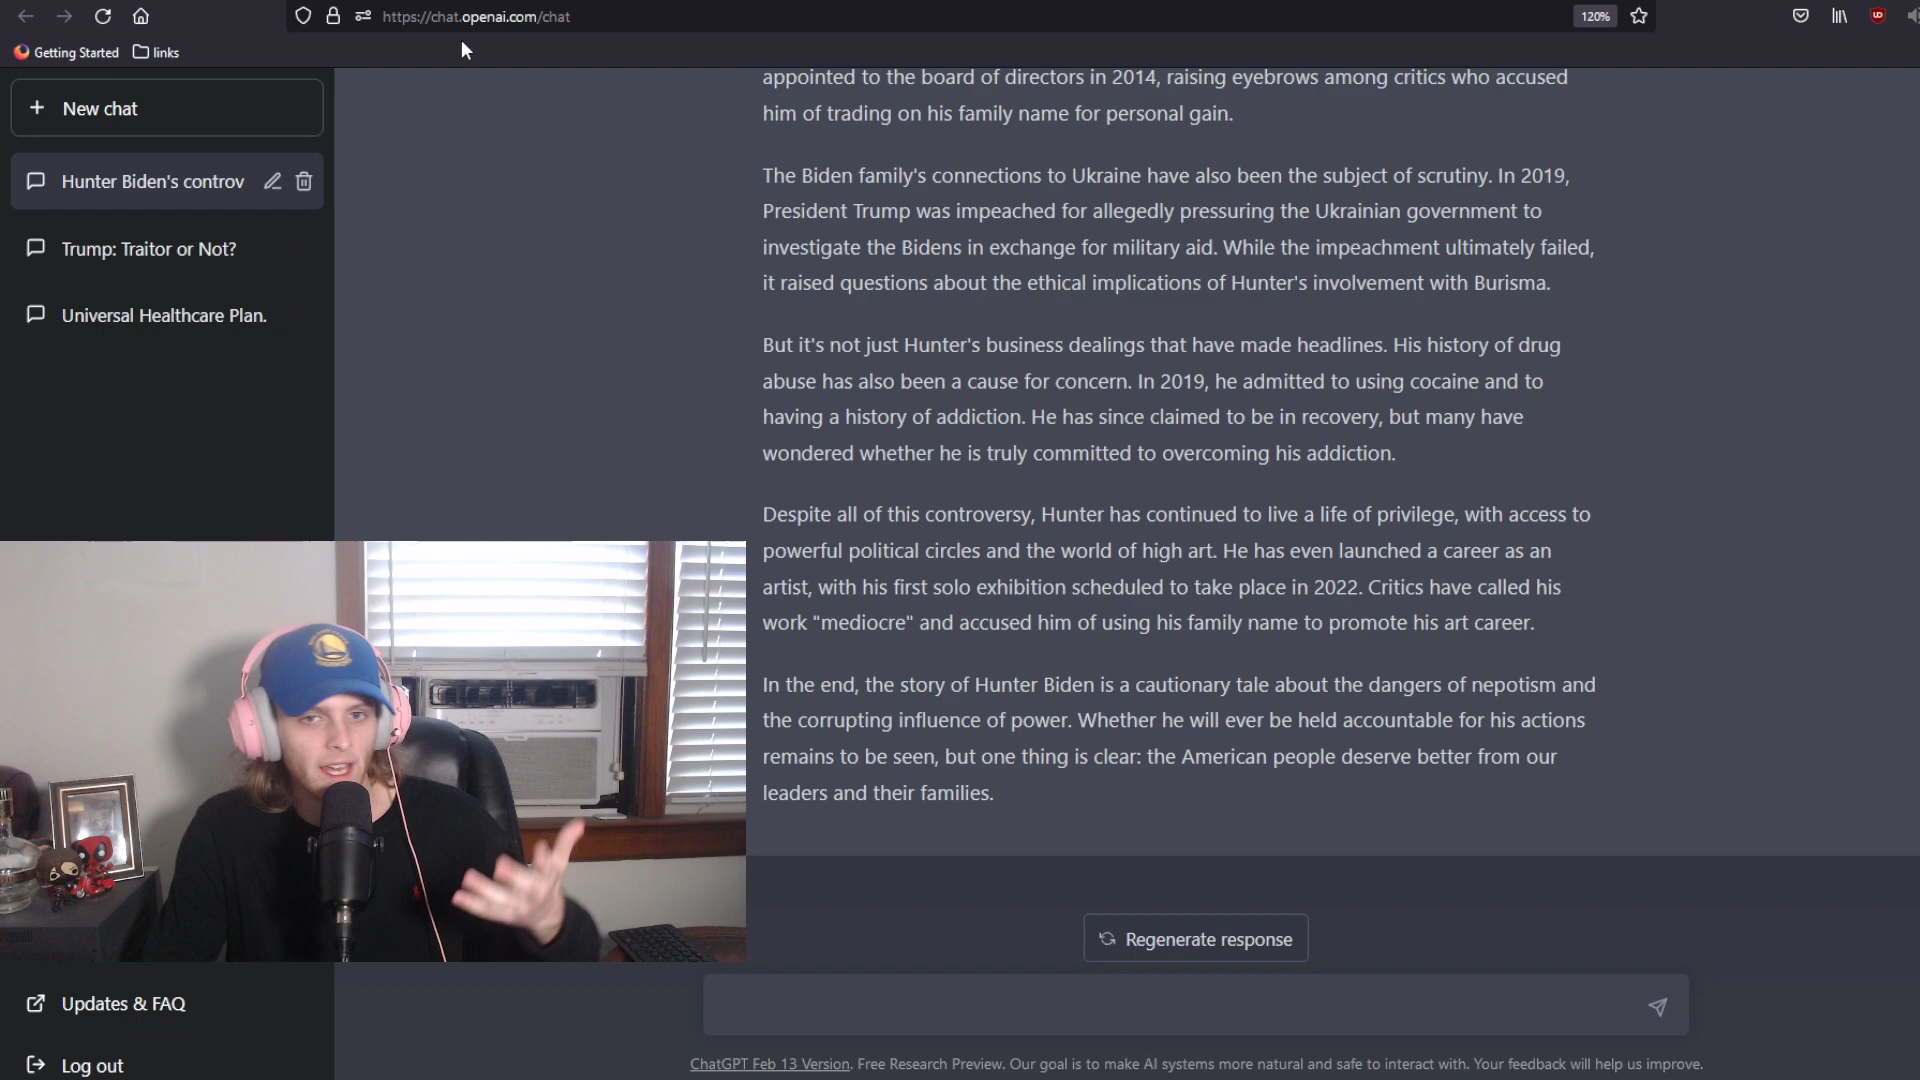 https://chat.openai.com/chat
120%
Getting Started
links
New chat
Hunter Biden's controv
Trump: Traitor or Not?
Universal Healthcare Plan.
appointed to the board of directors in 2014, raising eyebrows among critics who accused
him of trading on his family name for personal gain.
The Biden family's connections to Ukraine have also been the subject of scrutiny. In 2019,
President Trump was impeached for allegedly pressuring the Ukrainian government to
investigate the Bidens in exchange for military aid. While the impeachment ultimately failed,
it raised questions about the ethical implications of Hunter's involvement with Burisma.
But it's not just Hunter's business dealings that have made headlines. His history of drug
abuse has also been a cause for concern. In 2019, he admitted to using cocaine and to
having a history of addiction. He has since claimed to be in recovery, but many have
wondered whether he is truly committed to overcoming his addiction.
Despite all of this controversy, Hunter has continued to live a life of privilege, with access to
powerful political circles and the world of high art. He has even launched a career as an
artist, with his first solo exhibition scheduled to take place in 2022. Critics have called his
work "mediocre" and accused him of using his family name to promote his art career.
In the end, the story of Hunter Biden is a cautionary tale about the dangers of nepotism and
the corrupting influence of power. Whether he will ever be held accountable for his actions
remains to be seen, but one thing is clear: the American people deserve better from our
leaders and their families.
Regenerate response
Updates & FAQ
Log out
ChatGPT Feb 13 Version. Free Research Preview. Our goal is to make AI systems more natural and safe to interact with. Your feedback will help us improve.